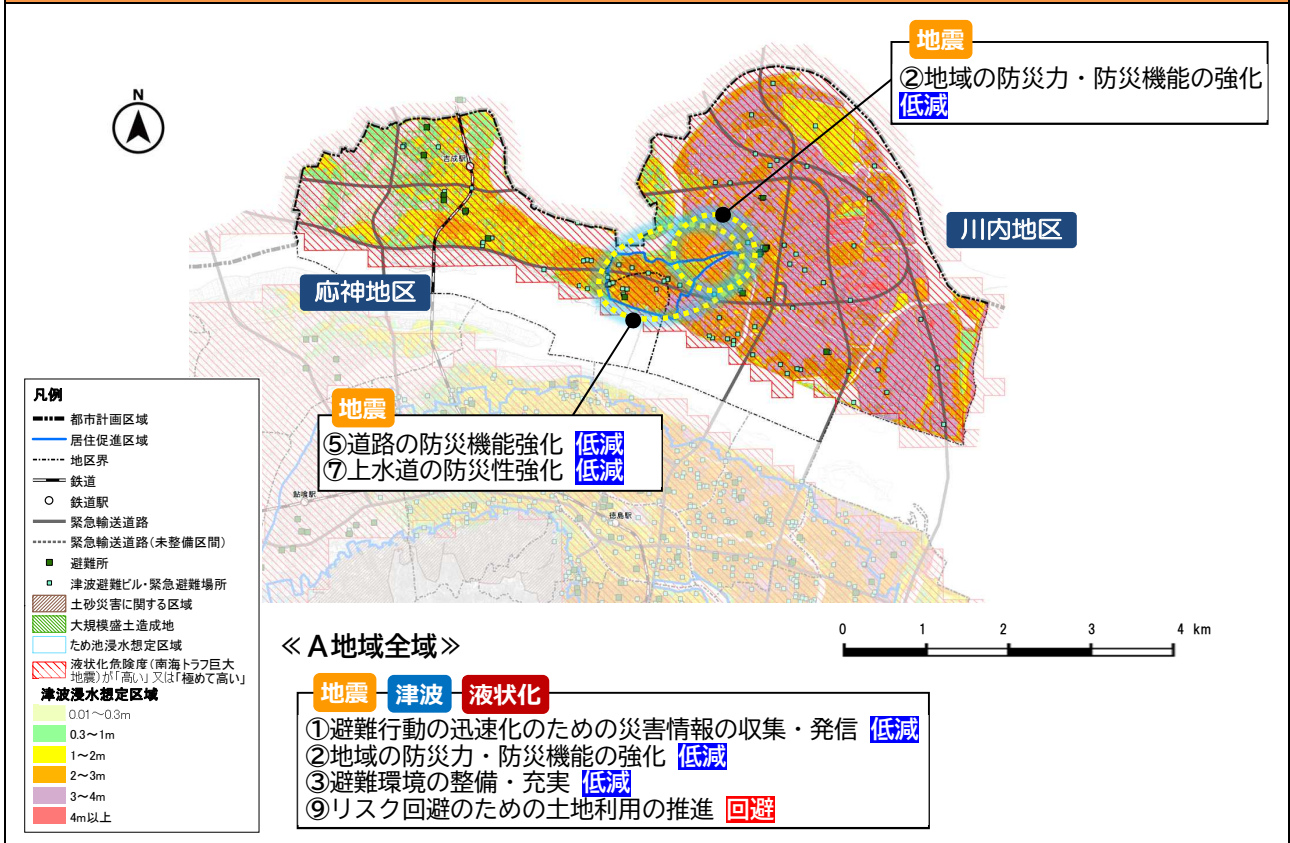 地震
②地域の防災力・防災機能の強化
低減
N
吉成駅
川内地区
応神地区
地震
⑤道路の防災機能強化 低減
⑦上水道の防災性強化 低減
鮎喰駅
徳島駅
凡例
都市計画区域
居住促進区域
地区界
鉄道
鉄道駅
緊急輸送道路
緊急輸送道路(未整備区間)
避難所
津波避難ビル・緊急避難場所
土砂災害に関する区域
大規模盛土造成地
ため池浸水想定区域
液状化危険度(南海トラフ巨大
地震)が「高い」又は「極めて高い」
津波浸水想定区域
0.01~0.3m
0.3~1m
1~2m
2~3m
3~4m
4m以上
0 1 2 3 4 km
≪A地域全域≫
地震 津波 液状化
①避難行動の迅速化のための災害情報の収集・発信 低減
②地域の防災力・防災機能の強化 低減
③避難環境の整備・充実 低減
⑨リスク回避のための土地利用の推進 回避